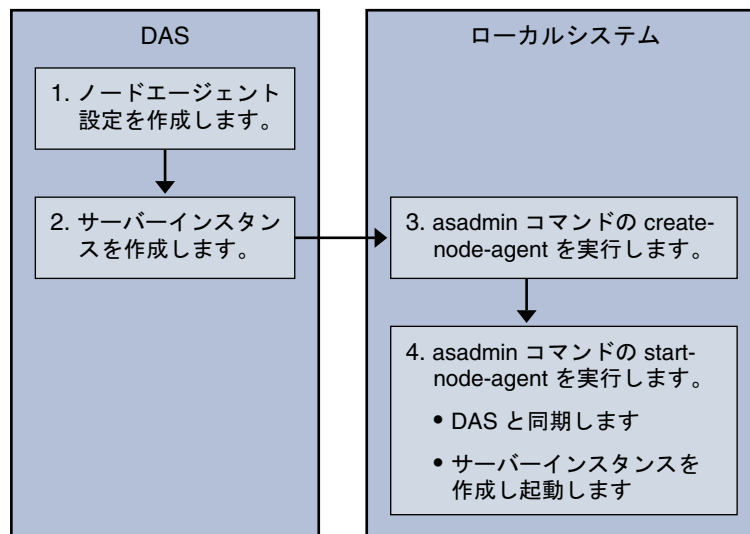 DAS
1. ノードエージェント
設定を作成します。
2. サーバーインスタン
スを作成します。
ローカルシステム
3. asadmin コマンドの create-
node-agent を実行します。
4. asadmin コマンドの start-
node-agent を実行します。
• DAS と同期します
• サーバーインスタンスを
作成し起動します